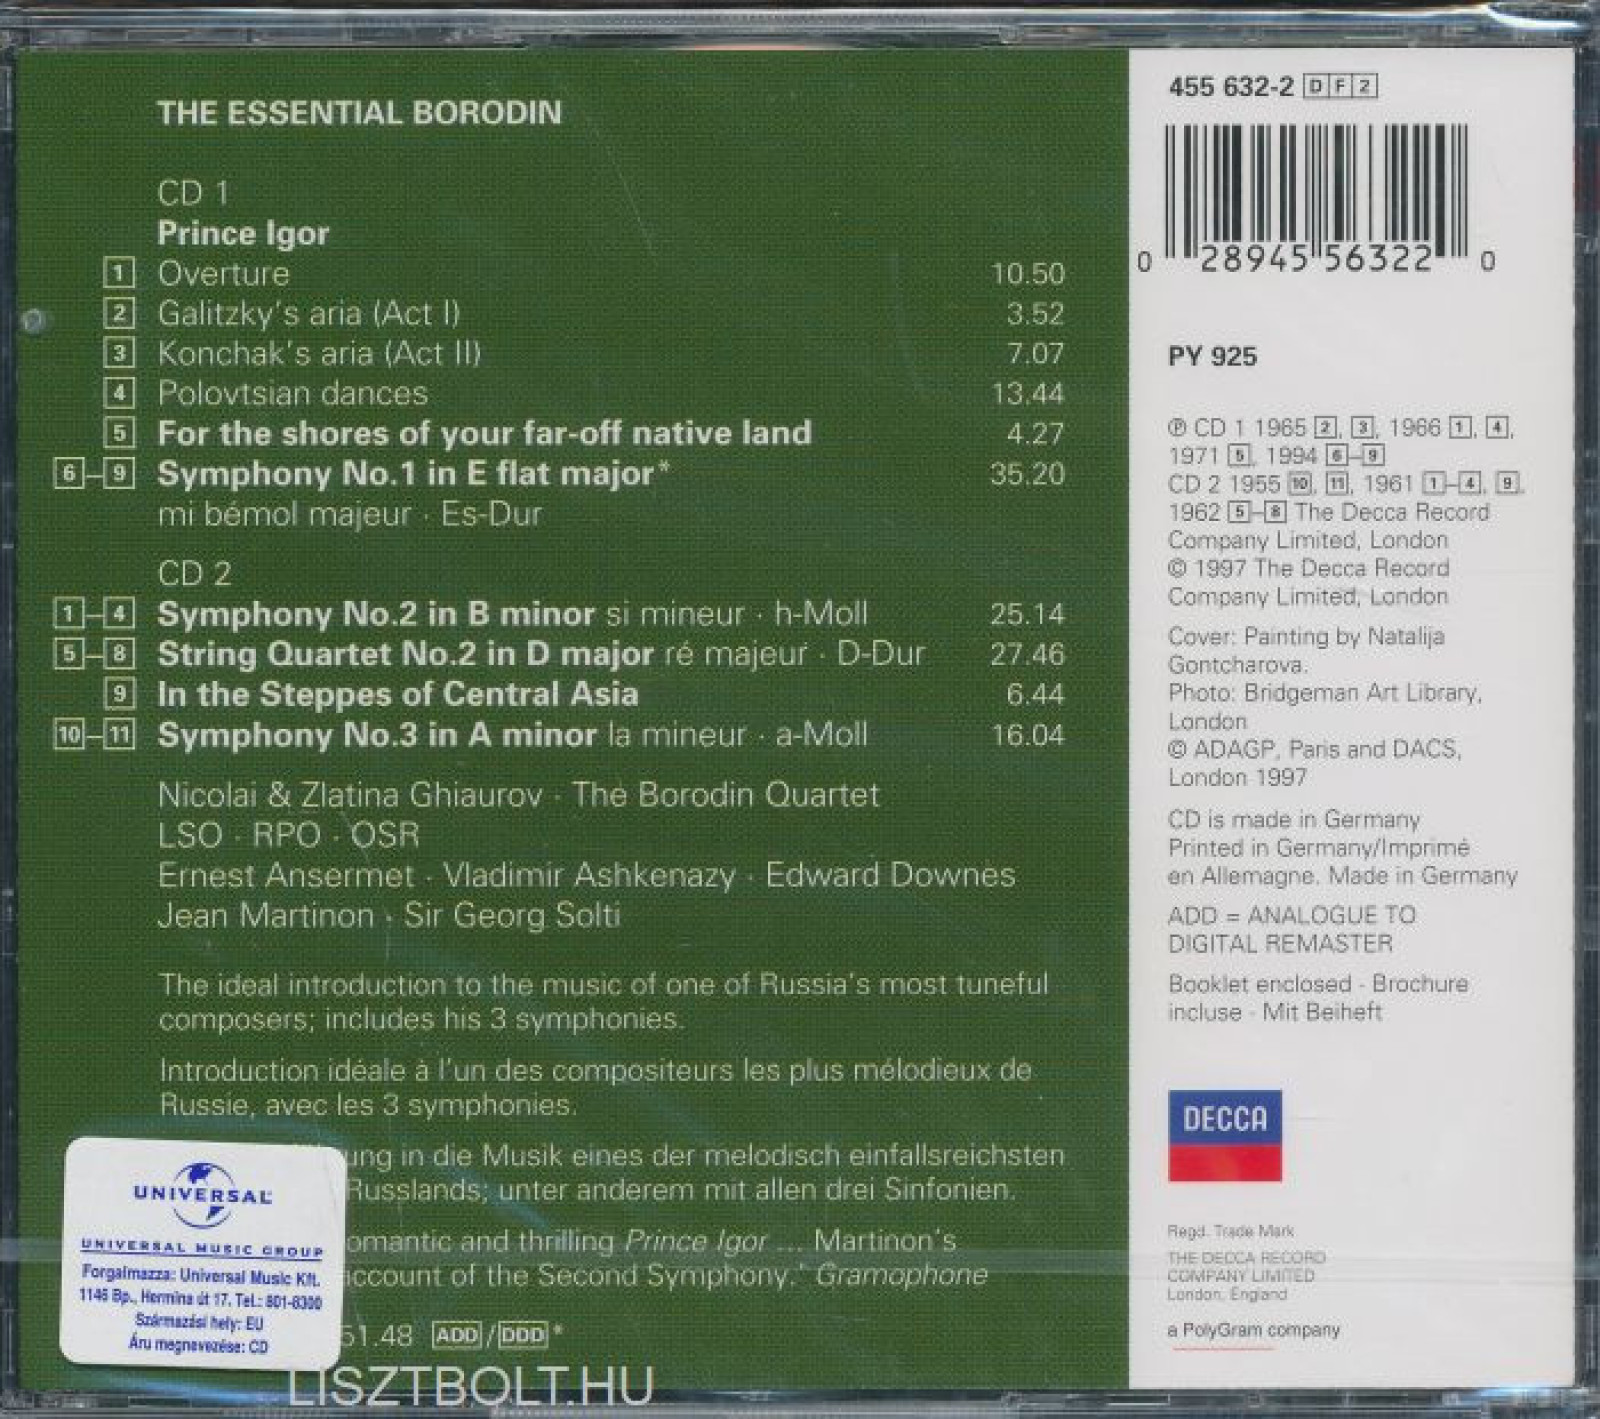 THE ESSENTIAL BORODIN
CD 1
Prince Igor
1 Overture 10.50
2 Galitzky's aria (Act I) 3.52
3 Konchak's aria (Act II) 7.07
4 Polovtsian dances 13.44
5 For the shores of your far-off native land 4.27
6–9 Symphony No.1 in E flat major* 35.20
mi bémol majeur · Es-Dur
CD 2
1–4 Symphony No.2 in B minor si mineur · h-Moll 25.14
5–8 String Quartet No.2 in D major ré majeur · D-Dur 27.46
9 In the Steppes of Central Asia 6.44
10–11 Symphony No.3 in A minor la mineur · a-Moll 16.04
Nicolai & Zlatina Ghiaurov · The Borodin Quartet
LSO · RPO · OSR
Ernest Ansermet · Vladimir Ashkenazy · Edward Downes
Jean Martinon · Sir Georg Solti
The ideal introduction to the music of one of Russia's most tuneful
composers; includes his 3 symphonies.
Introduction idéale à l'un des compositeurs les plus mélodieux de
Russie, avec les 3 symphonies.
ung in die Musik eines der melodisch einfallsreichsten
Russlands; unter anderem mit allen drei Sinfonien.
omantic and thrilling Prince Igor ... Martinon's
account of the Second Symphony.' Gramophone
51.48 ADD/DDD*
UNIVERSAL
UNIVERSAL MUSIC GROUP
Forgalmazza: Universal Music Kft.
1146 Bp., Hermina út 17. Tel.: 801-8300
Származási hely: EU
Áru megnevezése: CD
LISZTBOLT.HU
455 632-2 D F 2
0 28945 56322 0
PY 925
℗ CD 1 1965 2, 3, 1966 1, 4,
1971 5, 1994 6–9
CD 2 1955 10, 11, 1961 1–4, 9,
1962 5–8 The Decca Record
Company Limited, London
© 1997 The Decca Record
Company Limited, London
Cover: Painting by Natalija
Gontcharova.
Photo: Bridgeman Art Library,
London
© ADAGP, Paris and DACS,
London 1997
CD is made in Germany
Printed in Germany/Imprimé
en Allemagne. Made in Germany
ADD = ANALOGUE TO
DIGITAL REMASTER
Booklet enclosed · Brochure
incluse · Mit Beiheft
DECCA
Regd. Trade Mark
THE DECCA RECORD
COMPANY LIMITED
London, England
a PolyGram company